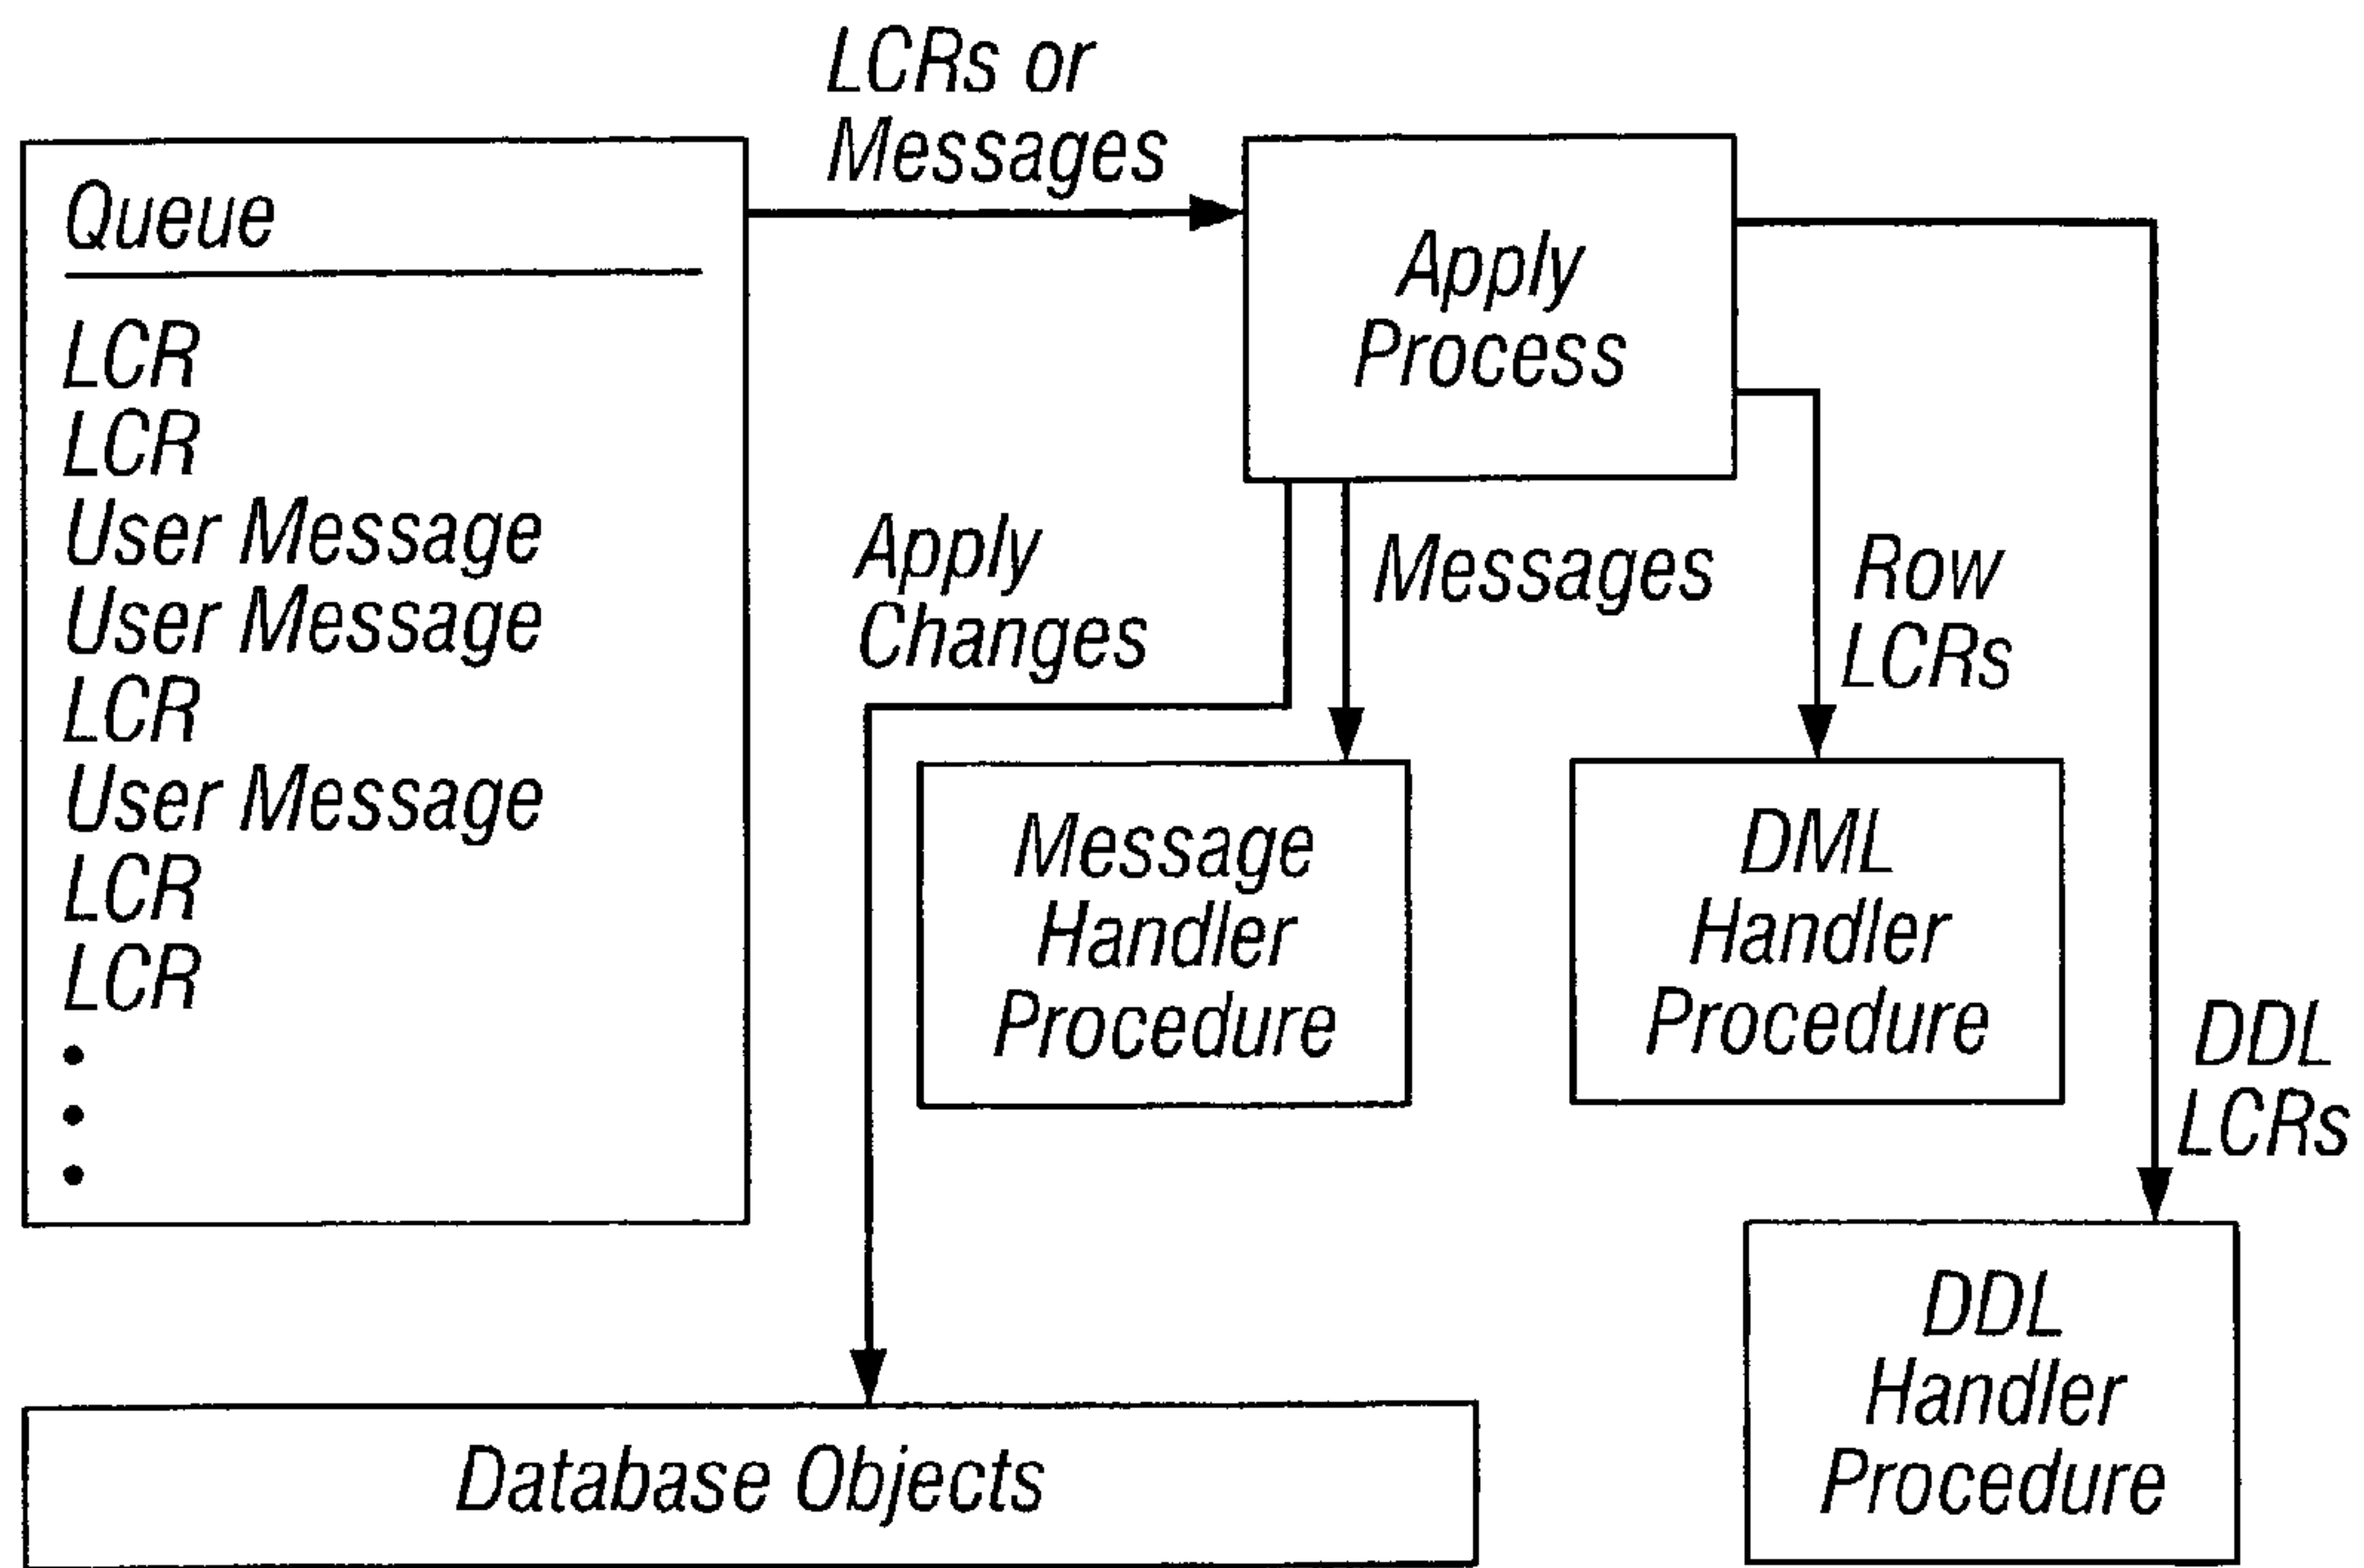 LCRs or
Messages
Queue
LCR
LCR
User Message
User Message
LCR
User Message
LCR
LCR
Apply
Process
Apply
Changes
Messages
Row
LCRs
DDL
LCRs
Message
Handler
Procedure
DML
Handler
Procedure
DDL
Handler
Procedure
Database Objects